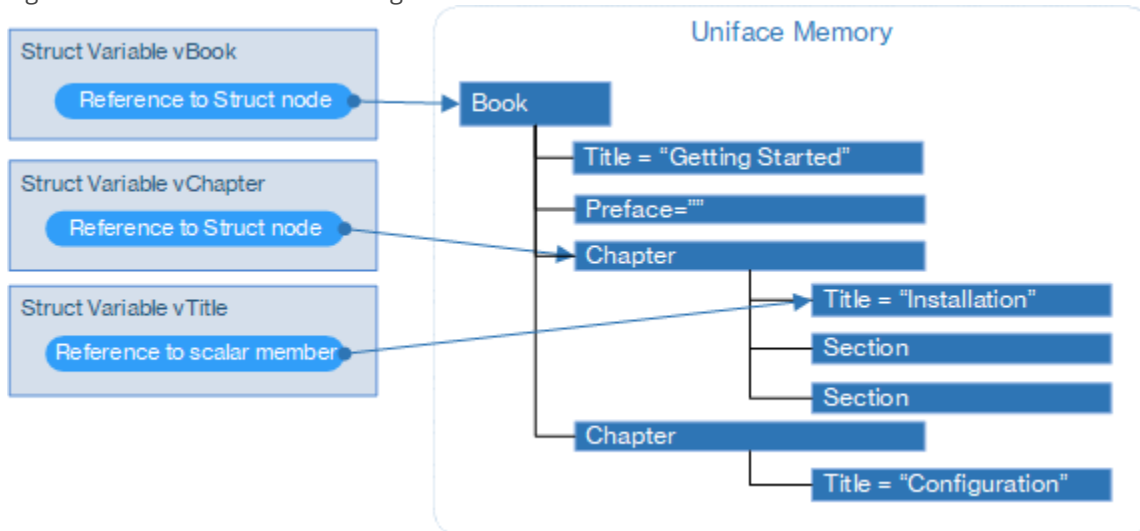 Uniface Memory
Struct Variable vBook
Reference to Struct node
Struct Variable vChapter
Reference to Struct node
Struct Variable vTitle
Reference to scalar member
Book
Title = “Getting Started”
Preface=""
Chapter
Title = “Installation”
Section
Section
Chapter
Title = “Configuration”